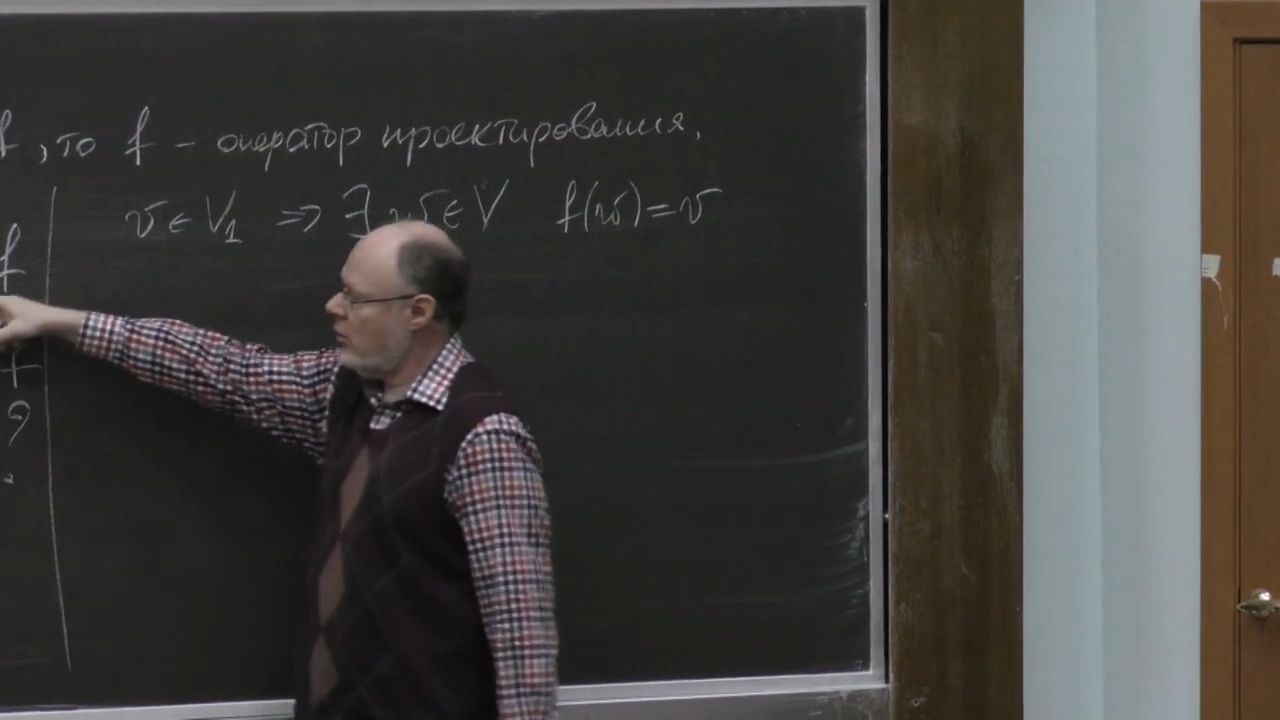 f, то f - оператор проектирования.
v ∈ V₁ ⇒ ∃ w ∈ V f(w) = v
f